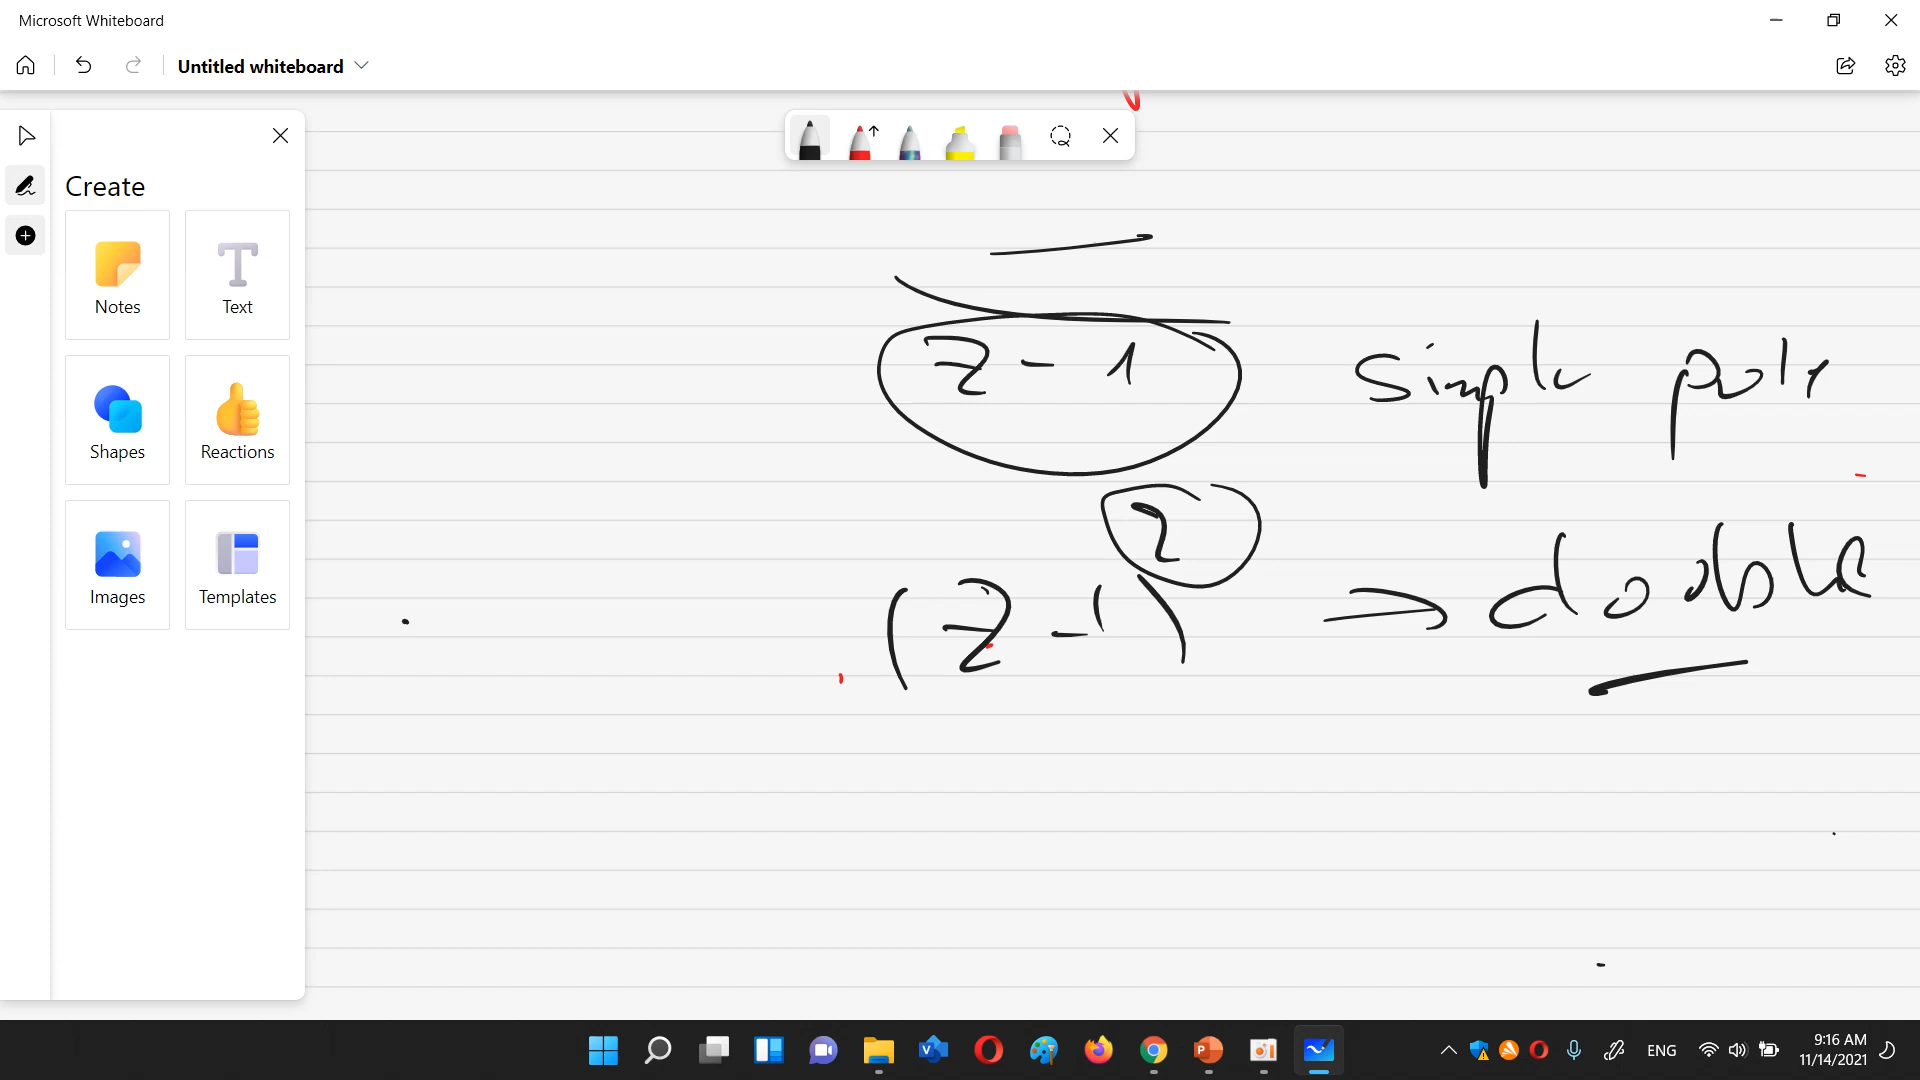 Microsoft Whiteboard
Untitled whiteboard
Create
Notes
Text
Shapes
Reactions
Images
Templates
z - 1 simple pole
(z - 1)² → double
ENG
9:16 AM
11/14/2021